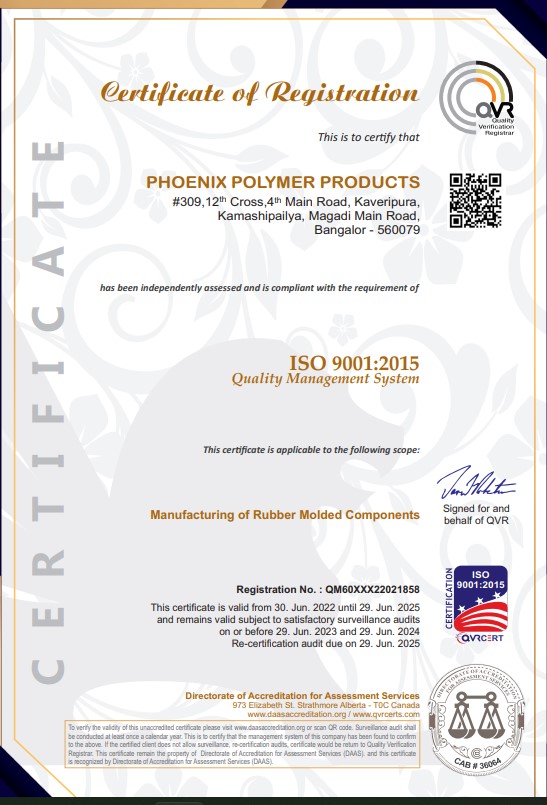 CERTIFICATE
Certificate of Registration
QVR
Quality
Verification
Registrar
This is to certify that
PHOENIX POLYMER PRODUCTS
#309,12th Cross,4th Main Road, Kaveripura,
Kamashipailya, Magadi Main Road,
Bangalor - 560079
has been independently assessed and is compliant with the requirement of
ISO 9001:2015
Quality Management System
This certificate is applicable to the following scope:
Manufacturing of Rubber Molded Components
Signed for and
behalf of QVR
Registration No. : QM60XXX22021858
This certificate is valid from 30. Jun. 2022 until 29. Jun. 2025
and remains valid subject to satisfactory surveillance audits
on or before 29. Jun. 2023 and 29. Jun. 2024
Re-certification audit due on 29. Jun. 2025
CERTIFICATION
ISO
9001:2015
QVRCERT
Directorate of Accreditation for Assessment Services
973 Elizabeth St. Strathmore Alberta - T0C Canada
www.daasaccreditation.org / www.qvrcerts.com
To verify the validity of this unaccredited certificate please visit www.daasaccreditation.org or scan QR code. Surveillance audit shall
be conducted at least once a calendar year. This is to certify that the management system of this company has been found to confirm
to the above. If the certified client does not allow surveillance, re-certification audits, certificate would be return to Quality Verification
Registrar. This certificate remain the property of Directorate of Accreditation for Assessment Services (DAAS). and this certificate
is recognized by Directorate of Accreditation for Assessment Services (DAAS).
DIRECTORATE OF ACCREDITATION
FOR ASSESSMENT SERVICES
CAB # 36064